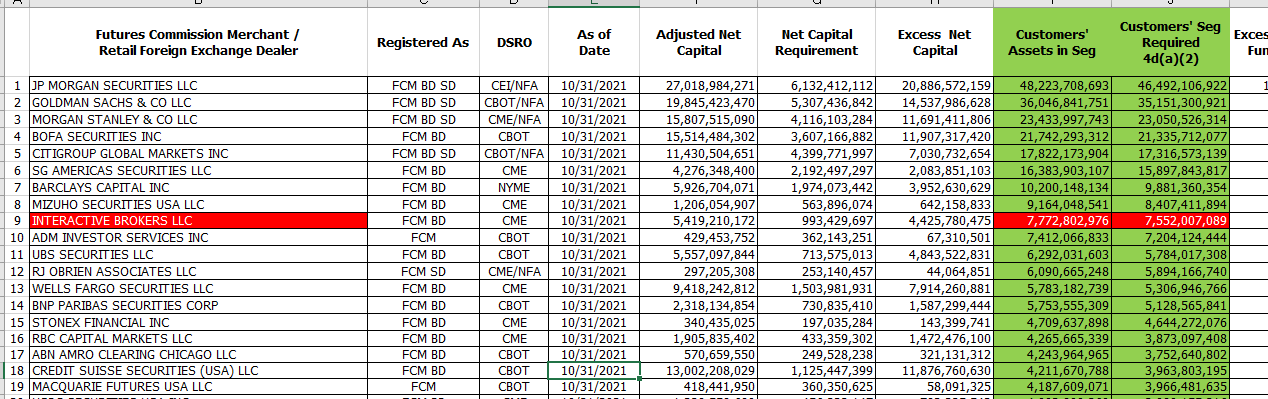 A B C D E F G H I J
Futures Commission Merchant / Retail Foreign Exchange Dealer Registered As DSRO As of Date Adjusted Net Capital Net Capital Requirement Excess Net Capital Customers' Assets in Seg Customers' Seg Required 4d(a)(2)
1 JP MORGAN SECURITIES LLC FCM BD SD CEI/NFA 10/31/2021 27,018,984,271 6,132,412,112 20,886,572,159 48,223,708,693 46,492,106,922
2 GOLDMAN SACHS & CO LLC FCM BD SD CBOT/NFA 10/31/2021 19,845,423,470 5,307,436,842 14,537,986,628 36,046,841,751 35,151,300,921
3 MORGAN STANLEY & CO LLC FCM BD SD CME/NFA 10/31/2021 15,807,515,090 4,116,103,284 11,691,411,806 23,433,997,743 23,050,526,314
4 BOFA SECURITIES INC FCM BD CBOT 10/31/2021 15,514,484,302 3,607,166,882 11,907,317,420 21,742,293,312 21,335,712,077
5 CITIGROUP GLOBAL MARKETS INC FCM BD SD CBOT/NFA 10/31/2021 11,430,504,651 4,399,771,997 7,030,732,654 17,822,173,904 17,316,573,139
6 SG AMERICAS SECURITIES LLC FCM BD CME 10/31/2021 4,276,348,400 2,192,497,297 2,083,851,103 16,383,903,107 15,897,843,817
7 BARCLAYS CAPITAL INC FCM BD NYME 10/31/2021 5,926,704,071 1,974,073,442 3,952,630,629 10,200,148,134 9,881,360,354
8 MIZUHO SECURITIES USA LLC FCM BD CME 10/31/2021 1,206,054,907 563,896,074 642,158,833 9,164,048,541 8,407,411,894
9 INTERACTIVE BROKERS LLC FCM BD CME 10/31/2021 5,419,210,172 993,429,697 4,425,780,475 7,772,802,976 7,552,007,089
10 ADM INVESTOR SERVICES INC FCM CBOT 10/31/2021 429,453,752 362,143,251 67,310,501 7,412,066,833 7,204,124,444
11 UBS SECURITIES LLC FCM BD CBOT 10/31/2021 5,557,097,844 713,575,013 4,843,522,831 6,292,031,603 5,784,017,308
12 RJ OBRIEN ASSOCIATES LLC FCM SD CME/NFA 10/31/2021 297,205,308 253,140,457 44,064,851 6,090,665,248 5,894,166,740
13 WELLS FARGO SECURITIES LLC FCM BD CME 10/31/2021 9,418,242,812 1,503,981,931 7,914,260,881 5,783,182,739 5,306,946,766
14 BNP PARIBAS SECURITIES CORP FCM BD CBOT 10/31/2021 2,318,134,854 730,835,410 1,587,299,444 5,753,555,309 5,128,565,841
15 STONEX FINANCIAL INC FCM BD CME 10/31/2021 340,435,025 197,035,284 143,399,741 4,709,637,898 4,644,272,076
16 RBC CAPITAL MARKETS LLC FCM BD CME 10/31/2021 1,905,835,402 433,359,302 1,472,476,100 4,265,665,339 3,873,097,408
17 ABN AMRO CLEARING CHICAGO LLC FCM BD CBOT 10/31/2021 570,659,550 249,528,238 321,131,312 4,243,964,965 3,752,640,802
18 CREDIT SUISSE SECURITIES (USA) LLC FCM BD CBOT 10/31/2021 13,002,208,029 1,125,447,399 11,876,760,630 4,211,670,788 3,963,803,195
19 MACQUARIE FUTURES USA LLC FCM CBOT 10/31/2021 418,441,950 360,350,625 58,091,325 4,187,609,071 3,966,481,635